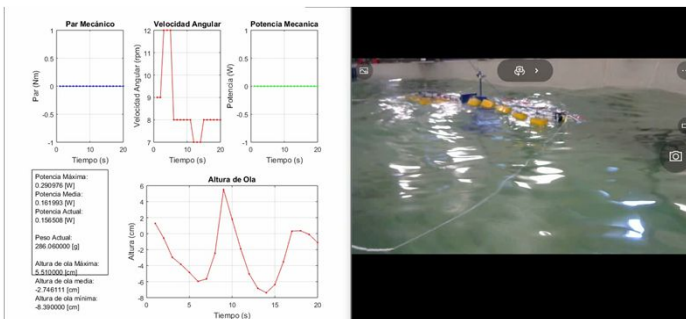 Par Mecánico
Velocidad Angular
Potencia Mecanica
Par (Nm)
1
0.5
0
-0.5
-1
0
10
20
Tiempo (s)
Velocidad Angular (rpms)
12
11
10
9
8
7
0
10
20
Tiempo (s)
Potencia (W)
1
0.5
0
-0.5
-1
0
10
20
Tiempo (s)
Potencia Máxima:
0.290976 [W]
Potencia Media:
0.161993 [W]
Potencia Actual:
0.156508 [W]
Peso Actual:
286.060000 [g]
Altura de ola Máxima:
5.510000 [cm]
Altura de ola media:
-2.746111 [cm]
Altura de ola mínima:
-8.390000 [cm]
Altura de Ola
Altura (cm)
6
4
2
0
-2
-4
-6
-8
0
5
10
15
20
Tiempo (s)